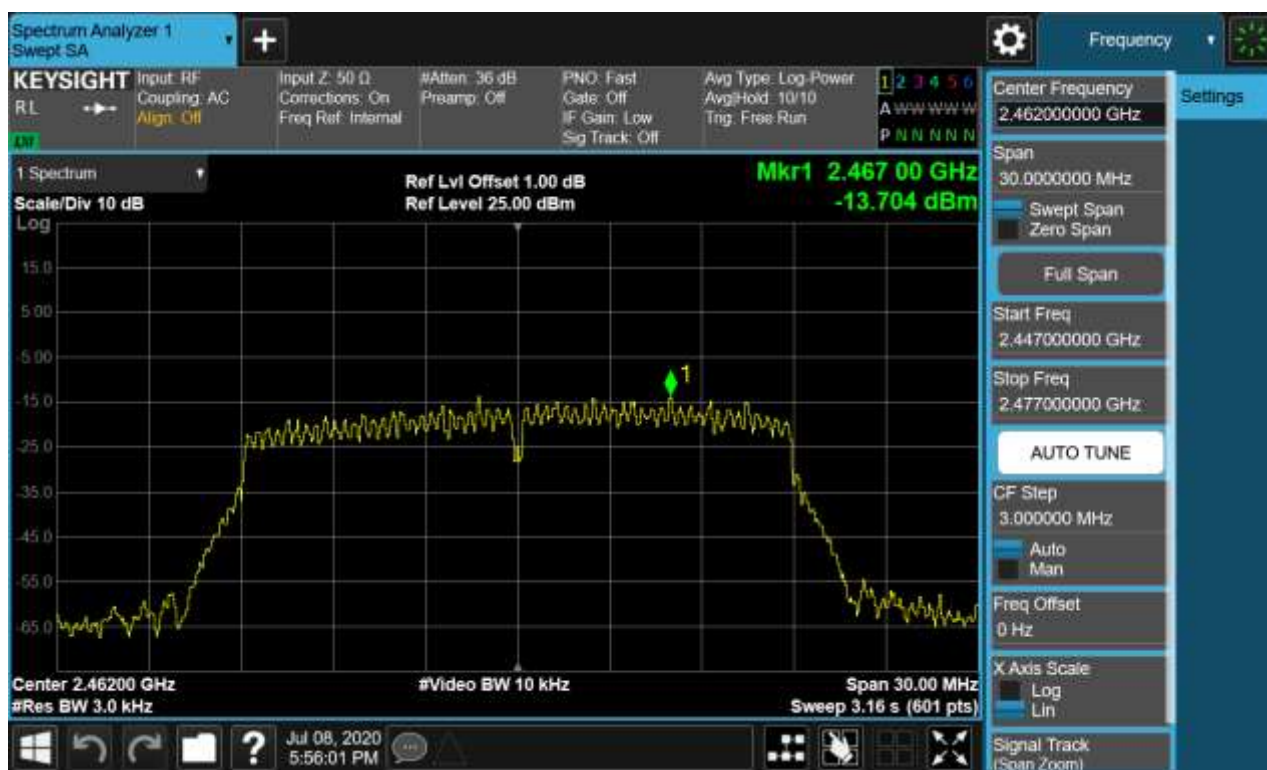 Spectrum Analyzer 1
Swept SA
+
Frequency
KEYSIGHT
RL
Input: RF
Coupling: AC
Align: Off
Input Z: 50 Ω
Corrections: On
Freq Ref: Internal
#Atten: 36 dB
Preamp: Off
PNO: Fast
Gate: Off
IF Gain: Low
Sig Track: Off
Avg Type: Log-Power
Avg|Hold: 10/10
Trig: Free Run
1 2 3 4 5 6
A W W W W W
P N N N N N
1 Spectrum
Scale/Div 10 dB
Log
Ref Lvl Offset 1.00 dB
Ref Level 25.00 dBm
Mkr1 2.467 00 GHz
-13.704 dBm
15.0
5.00
-5.00
-15.0
-25.0
-35.0
-45.0
-55.0
-65.0
1
Center 2.46200 GHz
#Res BW 3.0 kHz
#Video BW 10 kHz
Span 30.00 MHz
Sweep 3.16 s (601 pts)
Center Frequency
2.462000000 GHz
Settings
Span
30.0000000 MHz
Swept Span
Zero Span
Full Span
Start Freq
2.447000000 GHz
Stop Freq
2.477000000 GHz
AUTO TUNE
CF Step
3.000000 MHz
Auto
Man
Freq Offset
0 Hz
X Axis Scale
Log
Lin
Signal Track
(Span Zoom)
?
Jul 08, 2020
5:56:01 PM